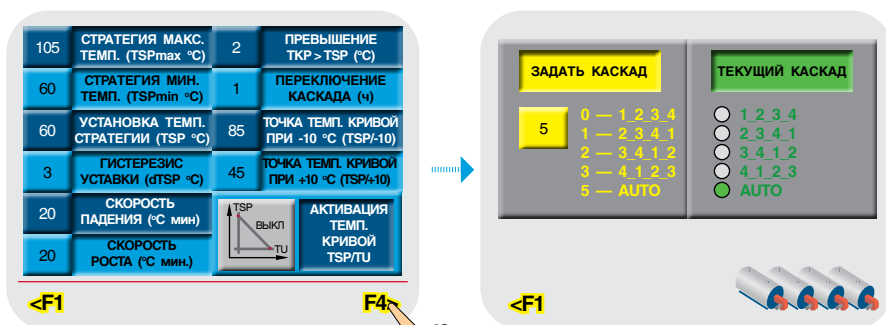 105
СТРАТЕГИЯ МАКС.
ТЕМП. (TSPmax °C)
2
ПРЕВЫШЕНИЕ
TKP > TSP (°C)
60
СТРАТЕГИЯ МИН.
ТЕМП. (TSPmin °C)
1
ПЕРЕКЛЮЧЕНИЕ
КАСКАДА (ч)
60
УСТАНОВКА ТЕМП.
СТРАТЕГИИ (TSP °C)
85
ТОЧКА ТЕМП. КРИВОЙ
ПРИ -10 °C (TSP/-10)
3
ГИСТЕРЕЗИС
УСТАВКИ (dTSP °C)
45
ТОЧКА ТЕМП. КРИВОЙ
ПРИ +10 °C (TSP/+10)
20
СКОРОСТЬ
ПАДЕНИЯ (°C мин)
20
СКОРОСТЬ
РОСТА (°C мин.)
TSP
ВЫКЛ
TU
АКТИВАЦИЯ
ТЕМП.
КРИВОЙ
TSP/TU
<F1
F4>
ЗАДАТЬ КАСКАД
5
0 — 1_2_3_4
1 — 2_3_4_1
2 — 3_4_1_2
3 — 4_1_2_3
5 — AUTO
ТЕКУЩИЙ КАСКАД
1_2_3_4
2_3_4_1
3_4_1_2
4_1_2_3
AUTO
<F1